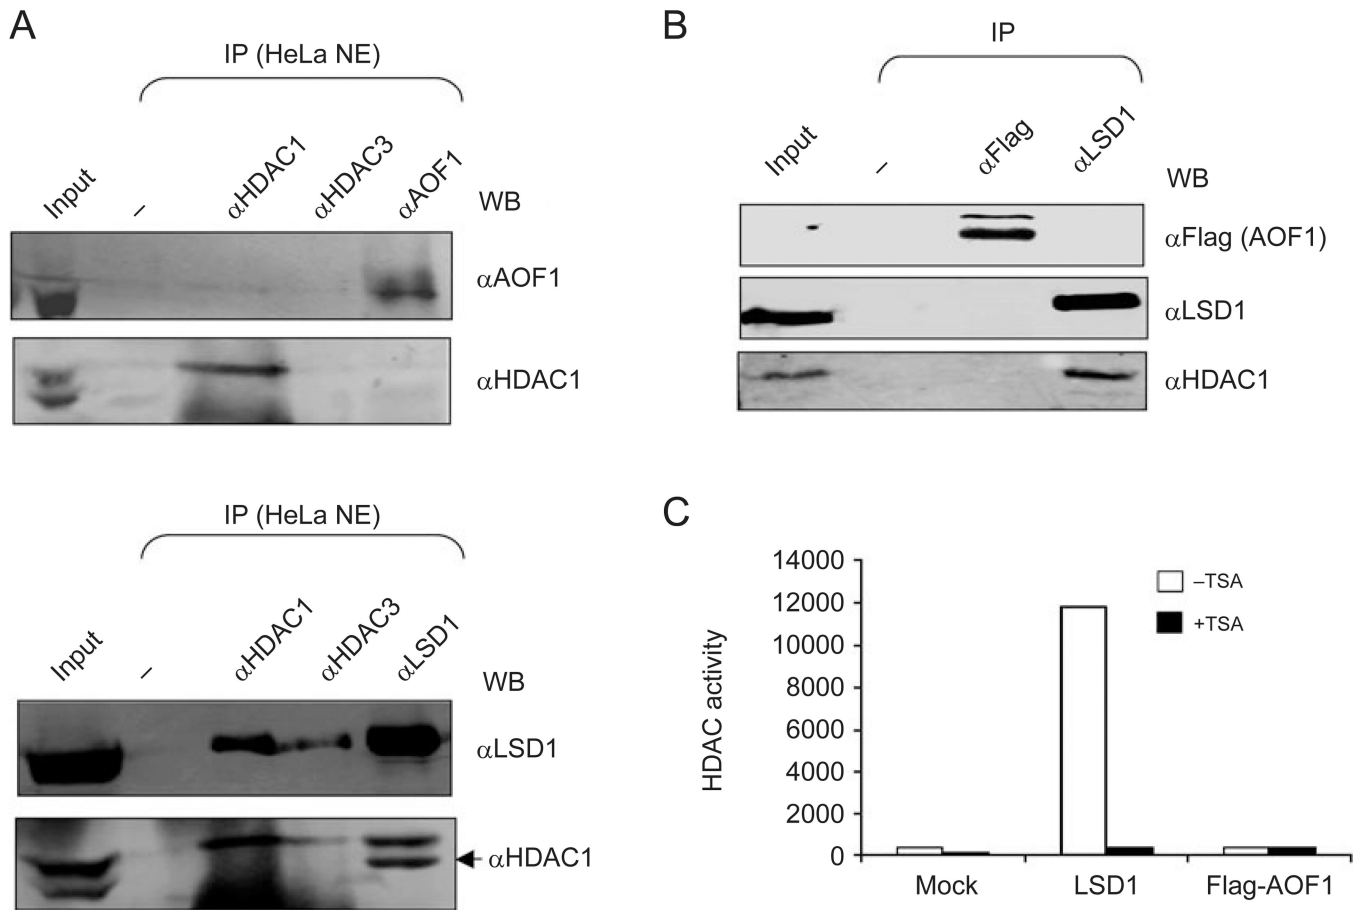 A
IP (HeLa NE)
Input – αHDAC1 αHDAC3 αAOF1 WB
αAOF1
αHDAC1
IP (HeLa NE)
Input – αHDAC1 αHDAC3 αLSD1 WB
αLSD1
αHDAC1
B
IP
Input – αFlag αLSD1 WB
αFlag (AOF1)
αLSD1
αHDAC1
C
HDAC activity
14000
12000
10000
8000
6000
4000
2000
0
–TSA
+TSA
Mock LSD1 Flag-AOF1